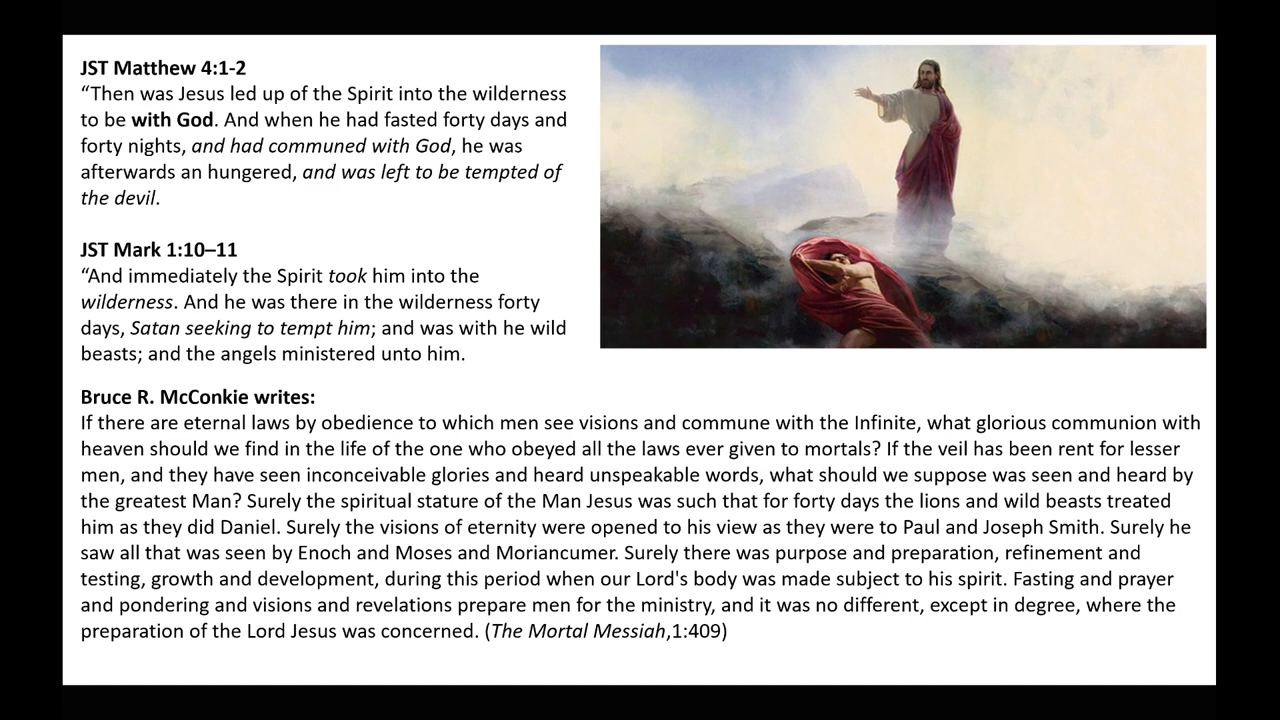 JST Matthew 4:1-2
“Then was Jesus led up of the Spirit into the wilderness
to be with God. And when he had fasted forty days and
forty nights, and had communed with God, he was
afterwards an hungered, and was left to be tempted of
the devil.
JST Mark 1:10–11
“And immediately the Spirit took him into the
wilderness. And he was there in the wilderness forty
days, Satan seeking to tempt him; and was with he wild
beasts; and the angels ministered unto him.
Bruce R. McConkie writes:
If there are eternal laws by obedience to which men see visions and commune with the Infinite, what glorious communion with
heaven should we find in the life of the one who obeyed all the laws ever given to mortals? If the veil has been rent for lesser
men, and they have seen inconceivable glories and heard unspeakable words, what should we suppose was seen and heard by
the greatest Man? Surely the spiritual stature of the Man Jesus was such that for forty days the lions and wild beasts treated
him as they did Daniel. Surely the visions of eternity were opened to his view as they were to Paul and Joseph Smith. Surely he
saw all that was seen by Enoch and Moses and Moriancumer. Surely there was purpose and preparation, refinement and
testing, growth and development, during this period when our Lord's body was made subject to his spirit. Fasting and prayer
and pondering and visions and revelations prepare men for the ministry, and it was no different, except in degree, where the
preparation of the Lord Jesus was concerned. (The Mortal Messiah,1:409)